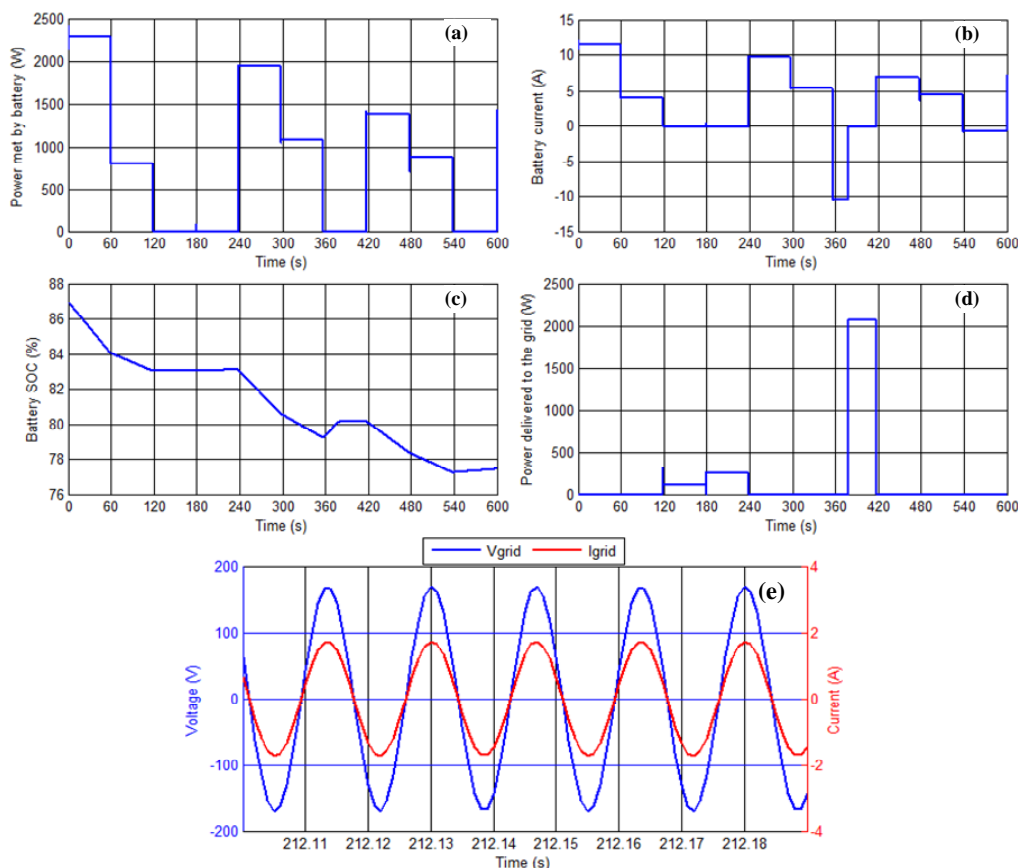 (a)
Power met by battery (W)
2500
2000
1500
1000
500
0
0 60 120 180 240 300 360 420 480 540 600
Time (s)
(b)
Battery current (A)
15
10
5
0
-5
-10
-15
0 60 120 180 240 300 360 420 480 540 600
Time (s)
(c)
Battery SOC (%)
88
86
84
82
80
78
76
0 60 120 180 240 300 360 420 480 540 600
Time (s)
(d)
Power delivered to the grid (W)
2500
2000
1500
1000
500
0
0 60 120 180 240 300 360 420 480 540 600
Time (s)
Vgrid Igrid
(e)
Voltage (V)
200
100
0
-100
-200
Current (A)
4
2
0
-2
-4
212.11 212.12 212.13 212.14 212.15 212.16 212.17 212.18
Time (s)